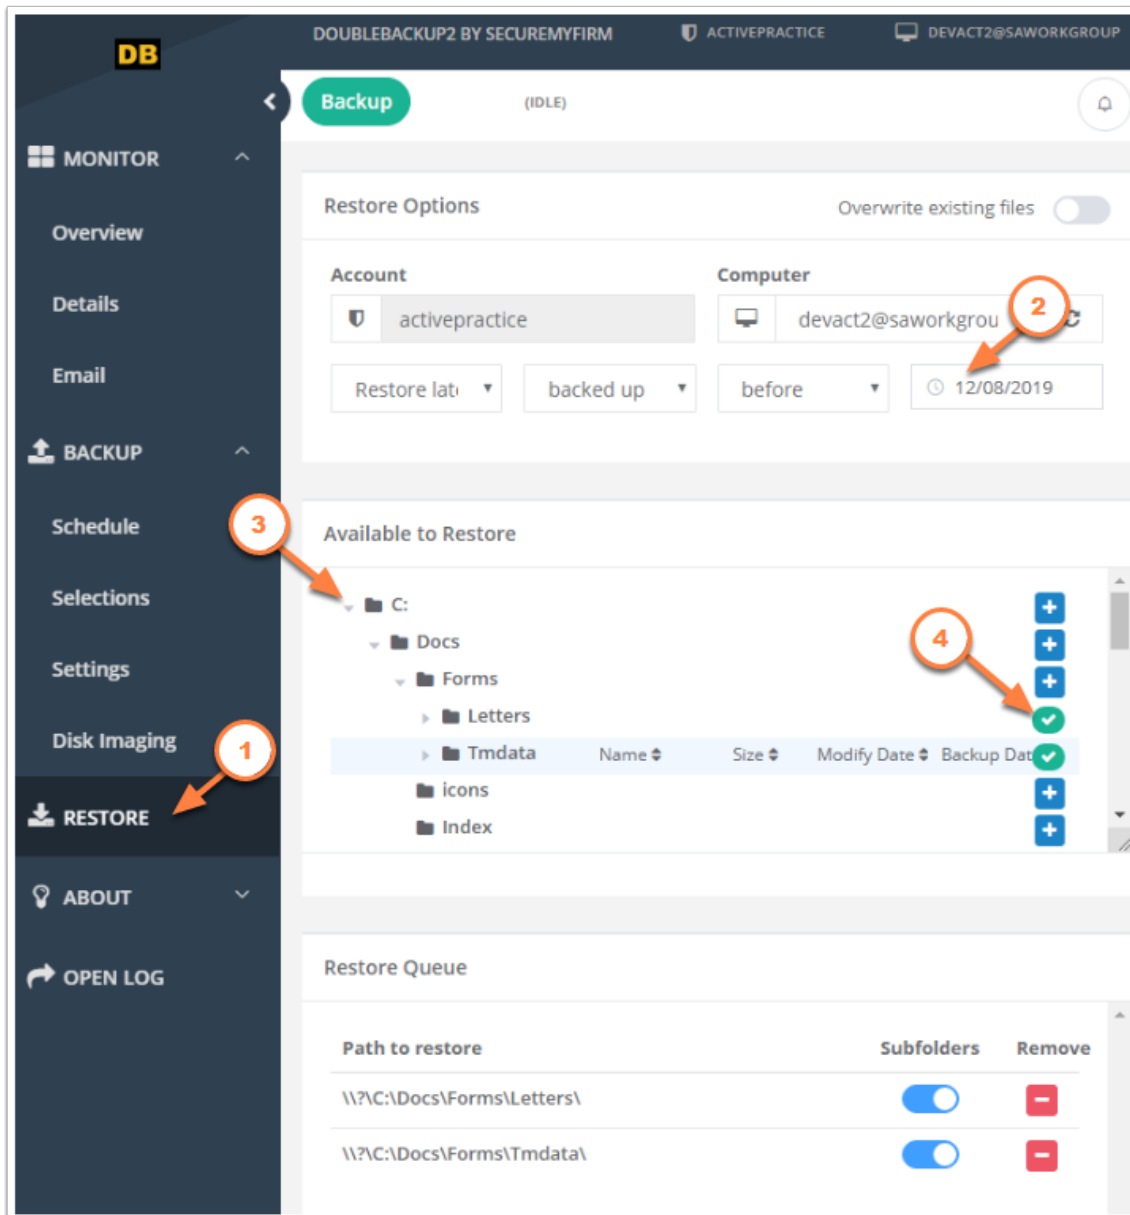 DB
DOUBLEBACKUP2 BY SECUREMYFIRM
ACTIVEPRACTICE
DEVACT2@SAWORKGROUP
Backup
(IDLE)
MONITOR
Overview
Details
Email
BACKUP
Schedule
Selections
Settings
Disk Imaging
1
RESTORE
ABOUT
OPEN LOG
Restore Options
Overwrite existing files
Account
Computer
activepractice
devact2@saworkgrou
2
Restore lat
backed up
before
12/08/2019
3
Available to Restore
C:
Docs
4
Forms
Letters
Tmdata Name Size Modify Date Backup Dat
icons
Index
Restore Queue
Path to restore Subfolders Remove
\\?\C:\Docs\Forms\Letters\
\\?\C:\Docs\Forms\Tmdata\